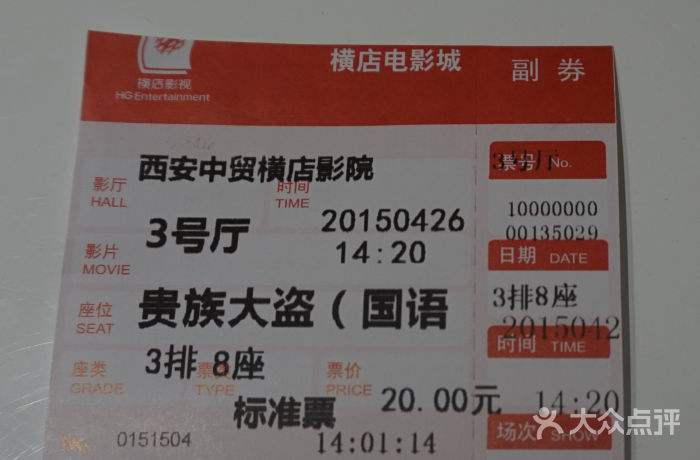 横店影视
HG Entertainment
横店电影城
副 券
西安中贸横店影院
影厅
HALL
时间
TIME
3号厅
20150426
14:20
影片
MOVIE
贵族大盗（国语
座位
SEAT
3排 8座
座类
GRADE
TYPE
票价
PRICE
标准票
20.00元
0151504
14:01:14
票号 No.
3号厅
10000000
00135029
日期 DATE
3排8座
2015042
时间 TIME
14:20
场次 SHOW
大众点评